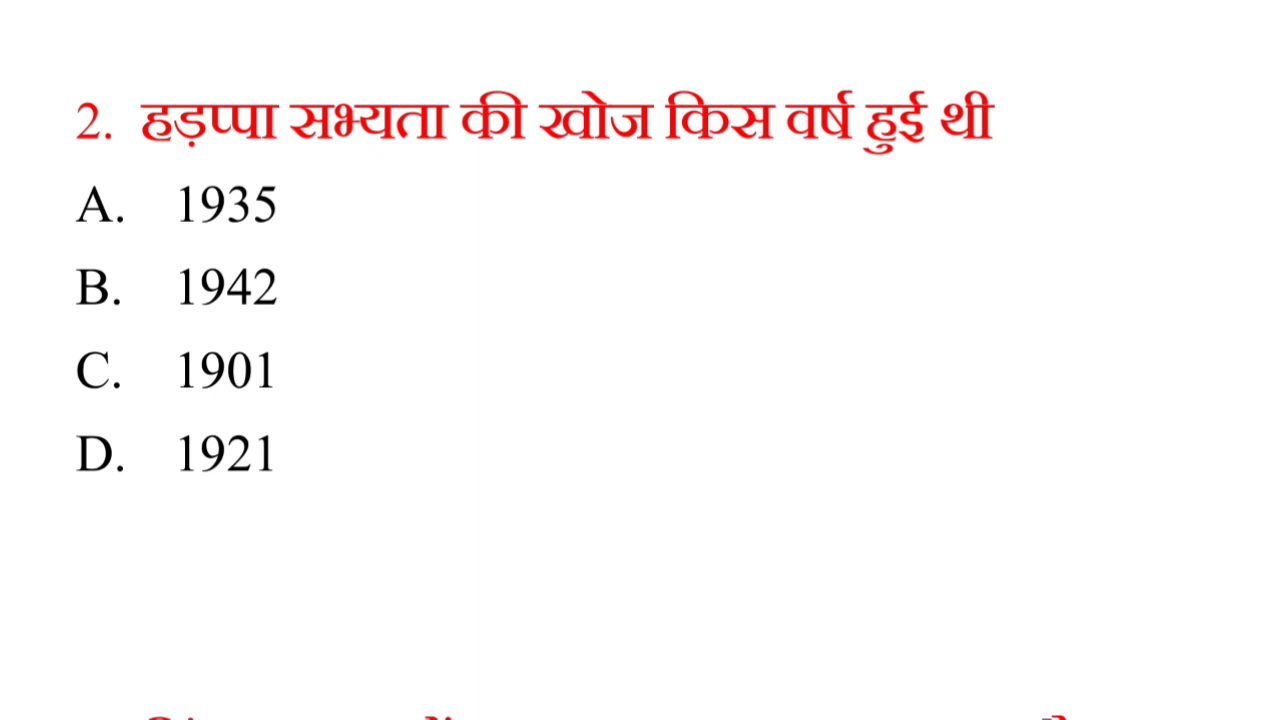 2. हड़प्पा सभ्यता की खोज किस वर्ष हुई थी
A. 1935
B. 1942
C. 1901
D. 1921